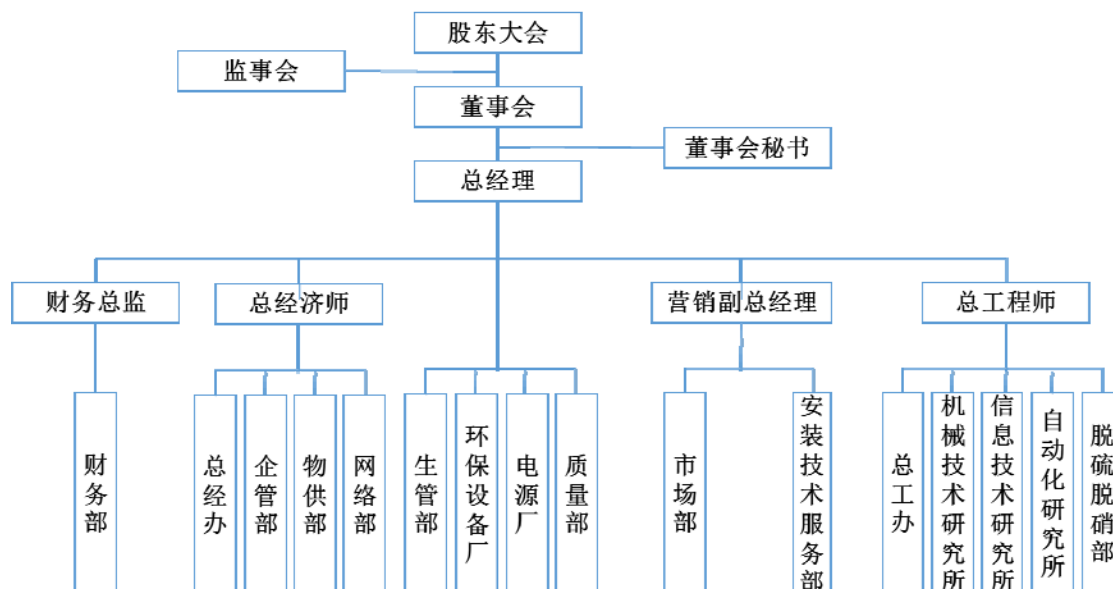 股东大会
监事会
董事会
董事会秘书
总经理
财务总监
总经济师
营销副总经理
总工程师
财务部
总经办
企管部
物供部
网络部
生管部
环保设备厂
电源厂
质量部
市场部
安装技术服务部
总工办
机械技术研究所
信息技术研究所
自动化研究所
脱硫脱硝部